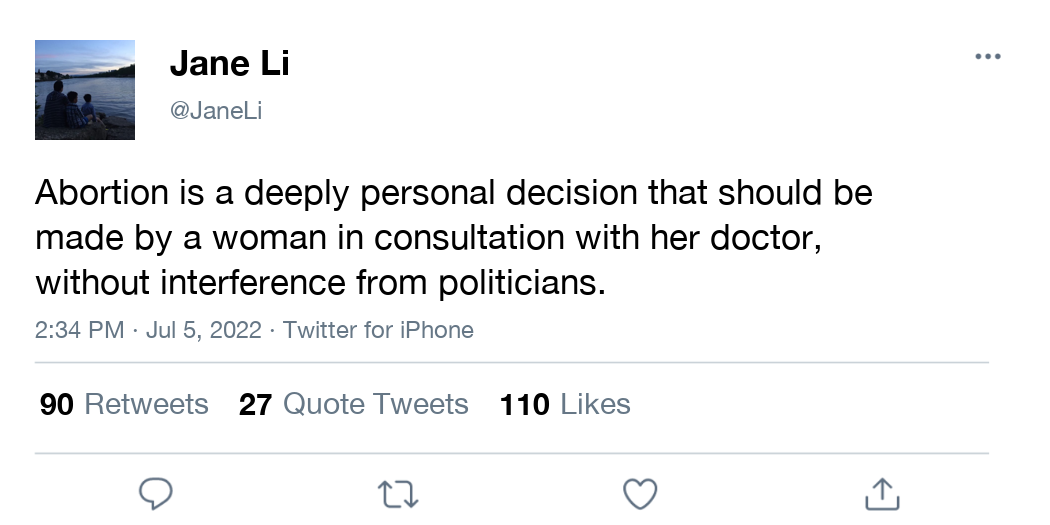 Jane Li
@JaneLi
Abortion is a deeply personal decision that should be
made by a woman in consultation with her doctor,
without interference from politicians.
2:34 PM · Jul 5, 2022 · Twitter for iPhone
90 Retweets 27 Quote Tweets 110 Likes